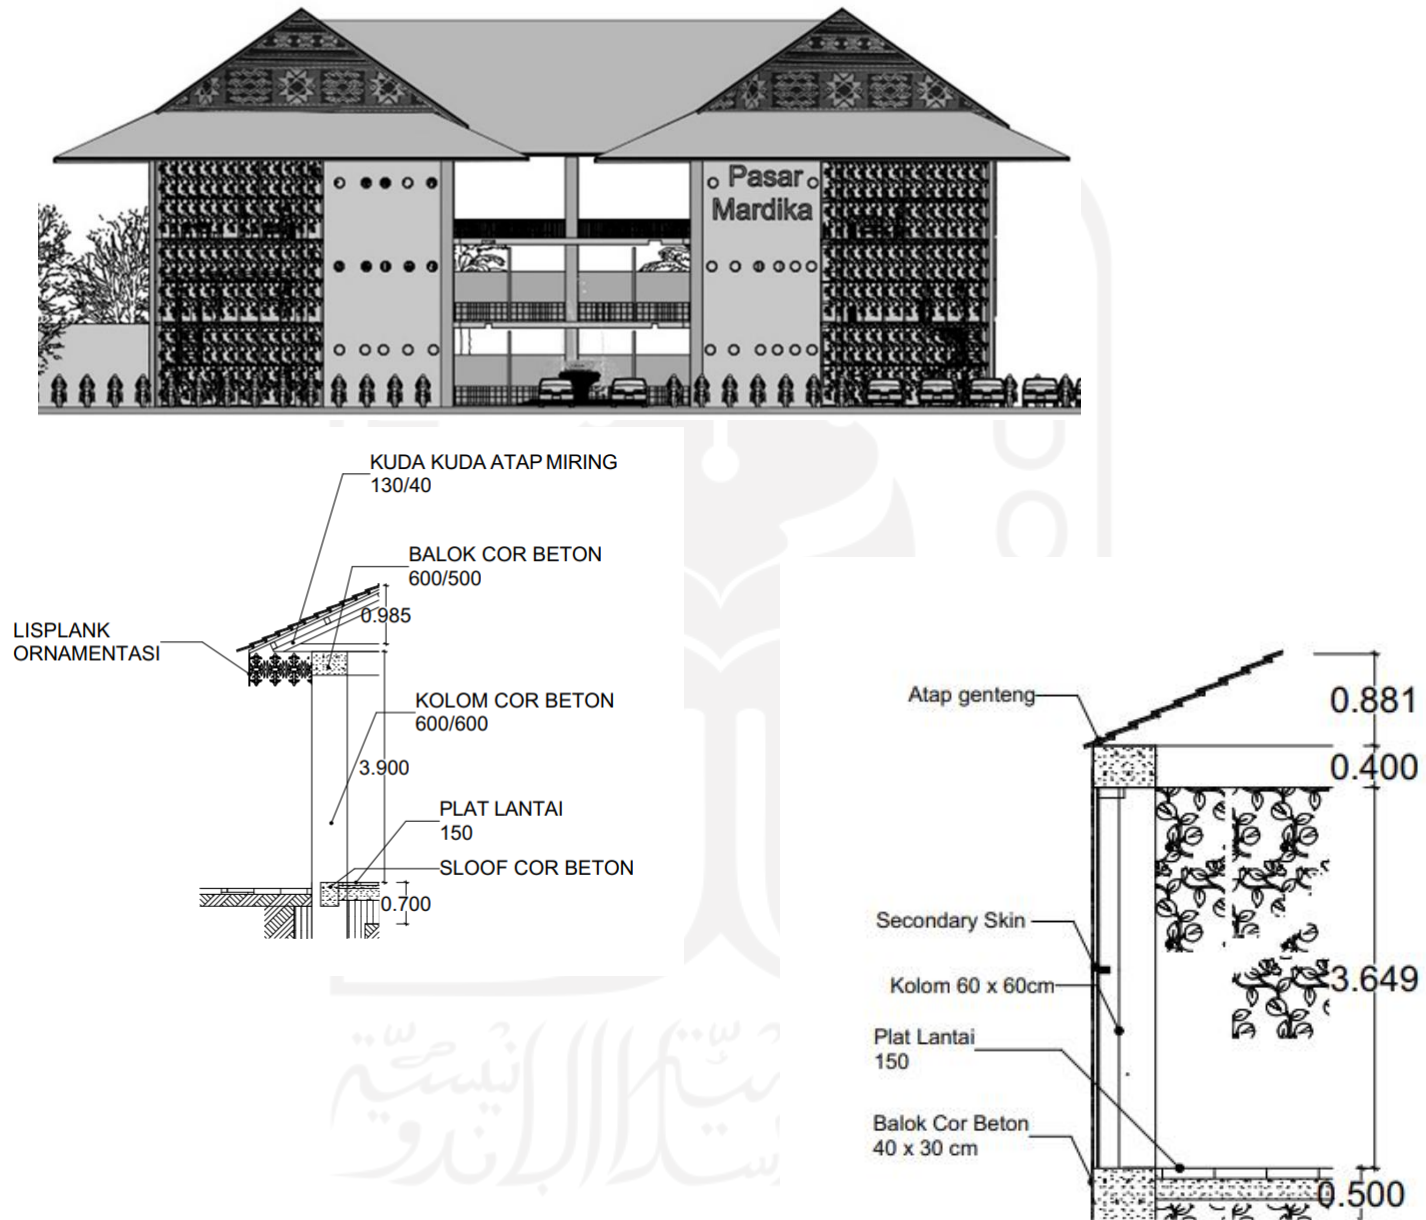 Pasar
Mardika
KUDA KUDA ATAP MIRING
130/40
BALOK COR BETON
600/500
0.985
LISPLANK
ORNAMENTASI
KOLOM COR BETON
600/600
3.900
PLAT LANTAI
150
SLOOF COR BETON
0.700
Atap genteng
0.881
0.400
Secondary Skin
Kolom 60 x 60cm
3.649
Plat Lantai
150
Balok Cor Beton
40 x 30 cm
0.500